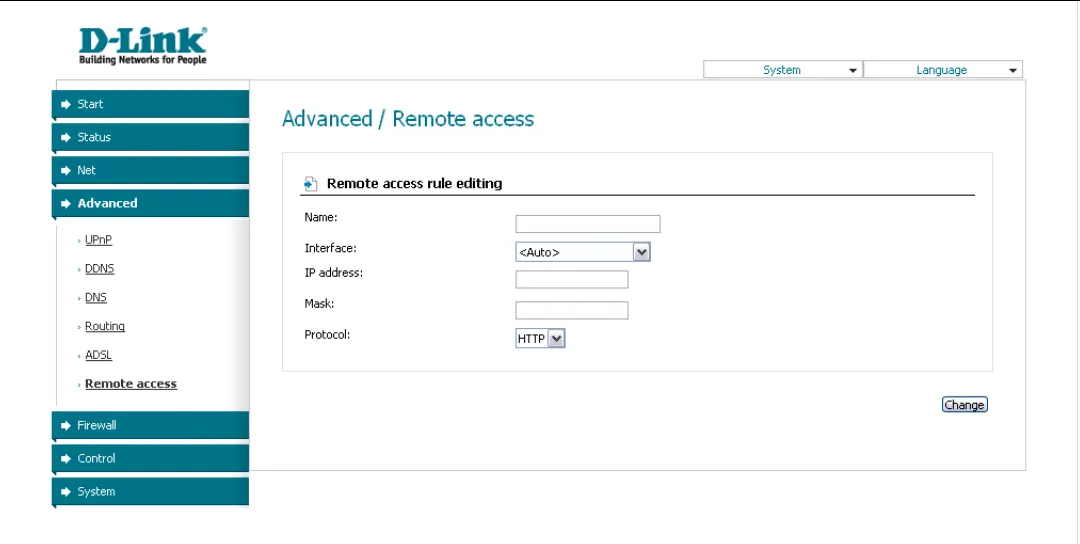 D-Link
Building Networks for People
System
Language
Start
Status
Net
Advanced
UPnP
DDNS
DNS
Routing
ADSL
Remote access
Firewall
Control
System
Advanced / Remote access
Remote access rule editing
Name:
Interface:
<Auto>
IP address:
Mask:
Protocol:
HTTP
Change